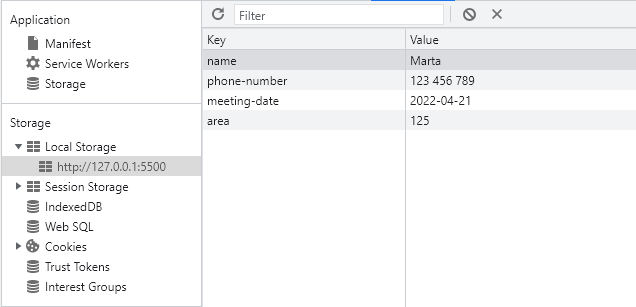 Application
Manifest
Service Workers
Storage
Storage
Local Storage
http://127.0.0.1:5500
Session Storage
IndexedDB
Web SQL
Cookies
Trust Tokens
Interest Groups
Filter
Key Value
name Marta
phone-number 123 456 789
meeting-date 2022-04-21
area 125